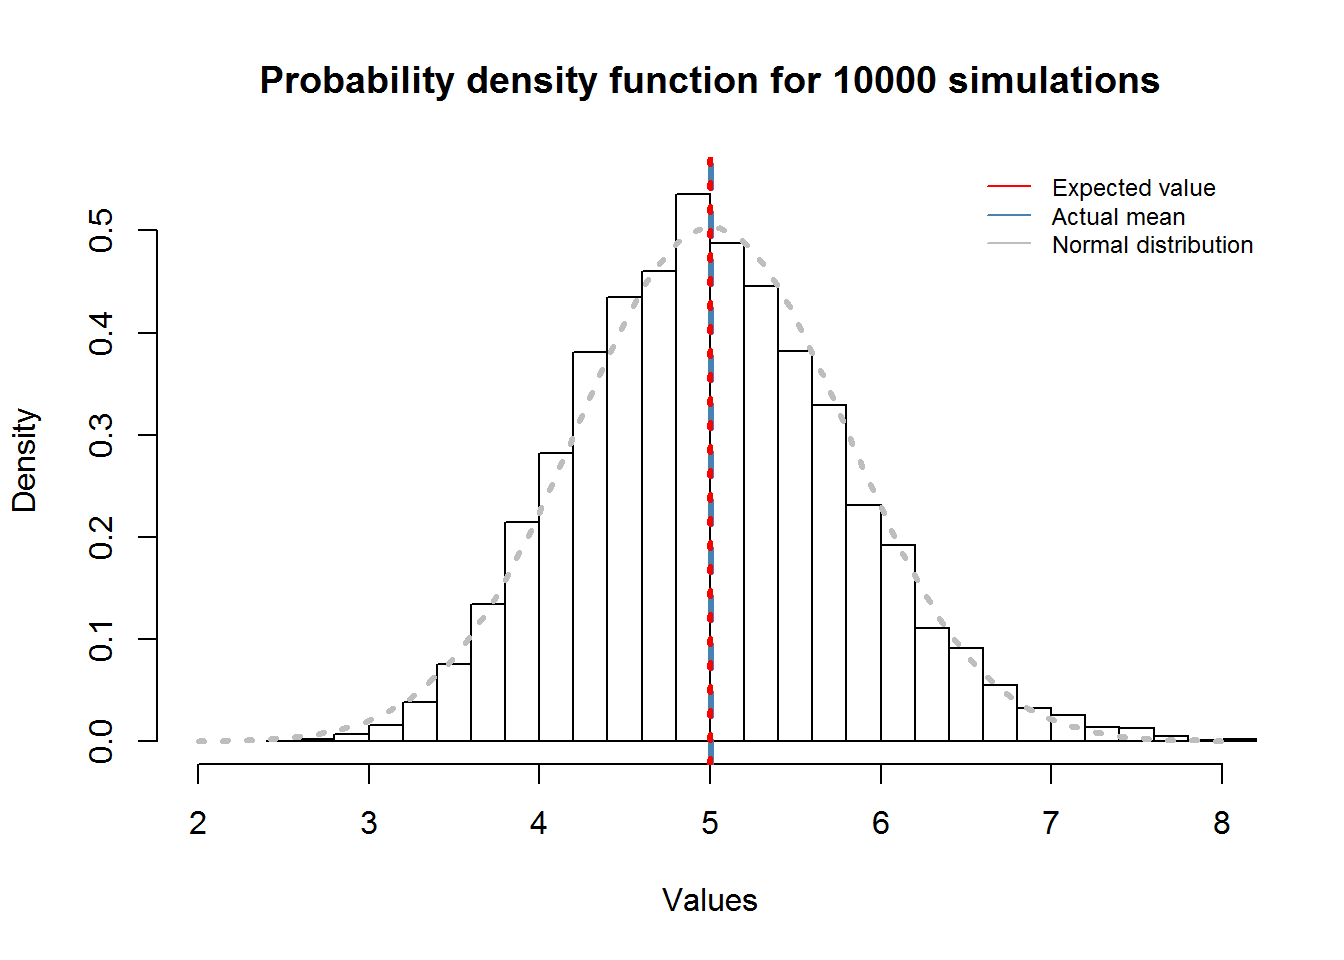 Probability density function for 10000 simulations
Expected value
Actual mean
Normal distribution
Density
0.5
0.4
0.3
0.2
0.1
0.0
2 3 4 5 6 7 8
Values